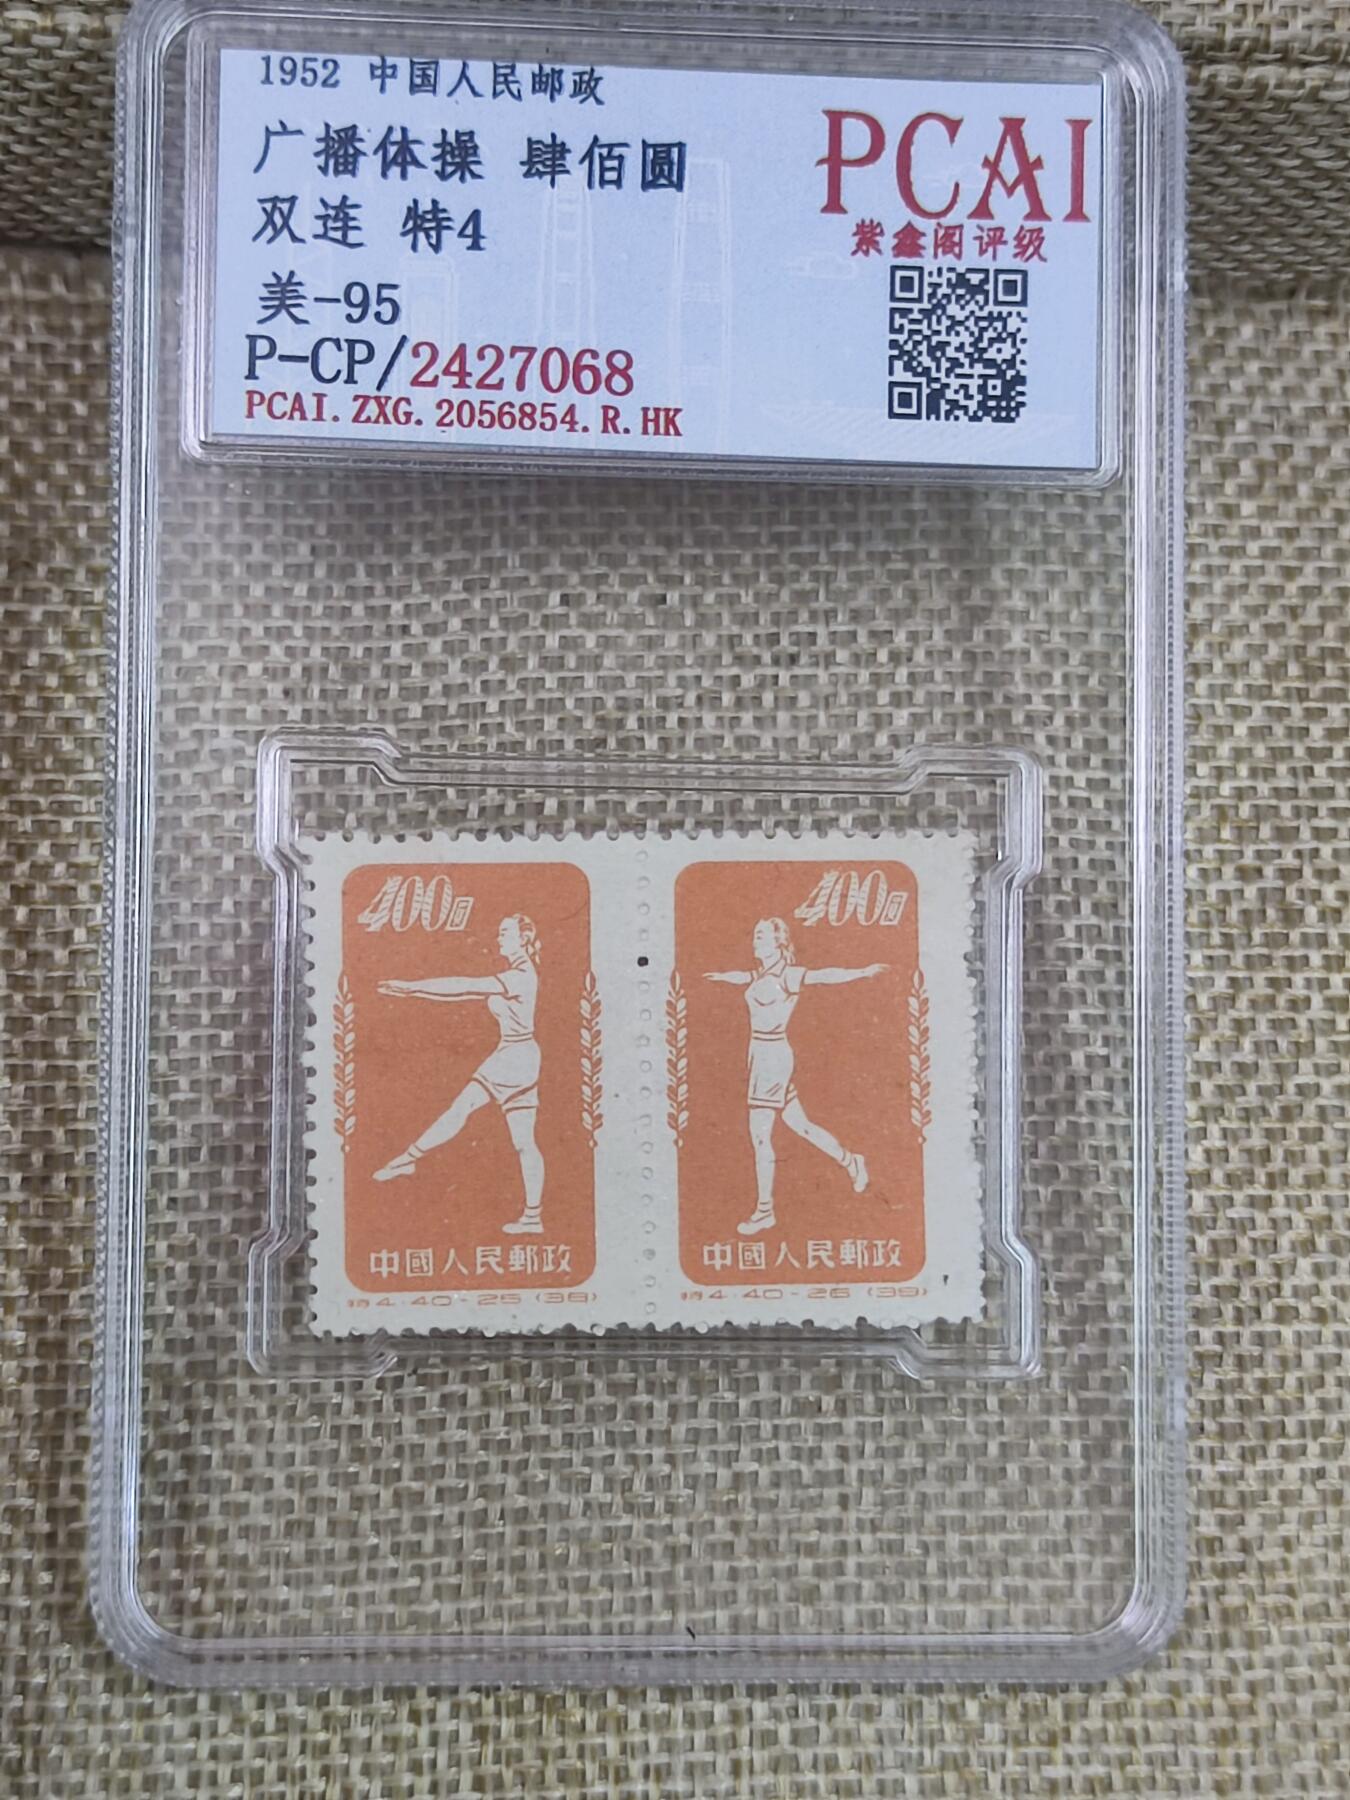 1952 中国人民邮政
广播体操 肆佰圆
双连 特4
美-95
P-CP/2427068
PCAI.ZXG.2056854.R.HK
PCAI
紫鑫阁评级
400圆
中國人民郵政
特4.40-25 (38)
400圆
中國人民郵政
特4.40-26 (39)